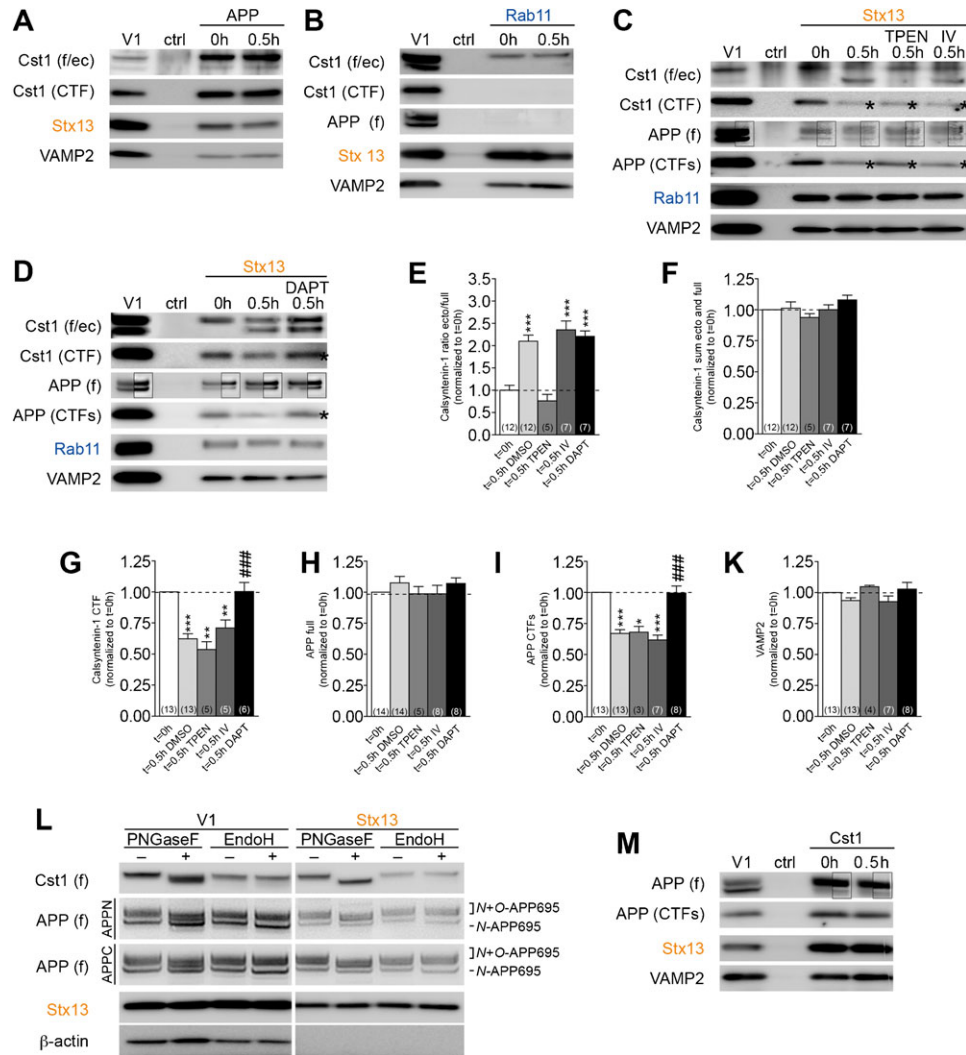 A
APP
V1 ctrl 0h 0.5h
Cst1 (f/ec)
Cst1 (CTF)
Stx13
VAMP2
B
Rab11
V1 ctrl 0h 0.5h
Cst1 (f/ec)
Cst1 (CTF)
APP (f)
Stx 13
VAMP2
C
Stx13
TPEN IV
V1 ctrl 0h 0.5h 0.5h 0.5h
Cst1 (f/ec)
Cst1 (CTF)
* * *
APP (f)
APP (CTFs)
* * *
Rab11
VAMP2
D
Stx13
DAPT
V1 ctrl 0h 0.5h 0.5h
Cst1 (f/ec)
Cst1 (CTF)
*
APP (f)
APP (CTFs)
*
Rab11
VAMP2
E
Calsyntenin-1 ratio ecto/full
(normalized to t=0h)
3.0
2.5
2.0
1.5
1.0
0.5
0.0
*** *** ***
(12) (12) (5) (7) (7)
t=0h
t=0.5h DMSO
t=0.5h TPEN
t=0.5h IV
t=0.5h DAPT
F
Calsyntenin-1 sum ecto and full
(normalized to t=0h)
1.25
1.00
0.75
0.50
0.25
0.00
(12) (12) (5) (7) (7)
t=0h
t=0.5h DMSO
t=0.5h TPEN
t=0.5h IV
t=0.5h DAPT
G
Calsyntenin-1 CTF
(normalized to t=0h)
1.25
1.00
0.75
0.50
0.25
0.00
*** ** ** ###
(13) (13) (5) (5) (6)
t=0h
t=0.5h DMSO
t=0.5h TPEN
t=0.5h IV
t=0.5h DAPT
H
APP full
(normalized to t=0h)
1.25
1.00
0.75
0.50
0.25
0.00
(14) (14) (5) (8) (8)
t=0h
t=0.5h DMSO
t=0.5h TPEN
t=0.5h IV
t=0.5h DAPT
I
APP CTFs
(normalized to t=0h)
1.25
1.00
0.75
0.50
0.25
0.00
*** * *** ###
(13) (13) (3) (7) (8)
t=0h
t=0.5h DMSO
t=0.5h TPEN
t=0.5h IV
t=0.5h DAPT
K
VAMP2
(normalized to t=0h)
1.25
1.00
0.75
0.50
0.25
0.00
(13) (13) (4) (7) (8)
t=0h
t=0.5h DMSO
t=0.5h TPEN
t=0.5h IV
t=0.5h DAPT
L
V1 Stx13
PNGaseF EndoH PNGaseF EndoH
– + – + – + – +
Cst1 (f)
APP (f) APPN
N+O-APP695
N-APP695
APP (f) APPC
N+O-APP695
N-APP695
Stx13
β-actin
M
Cst1
V1 ctrl 0h 0.5h
APP (f)
APP (CTFs)
Stx13
VAMP2